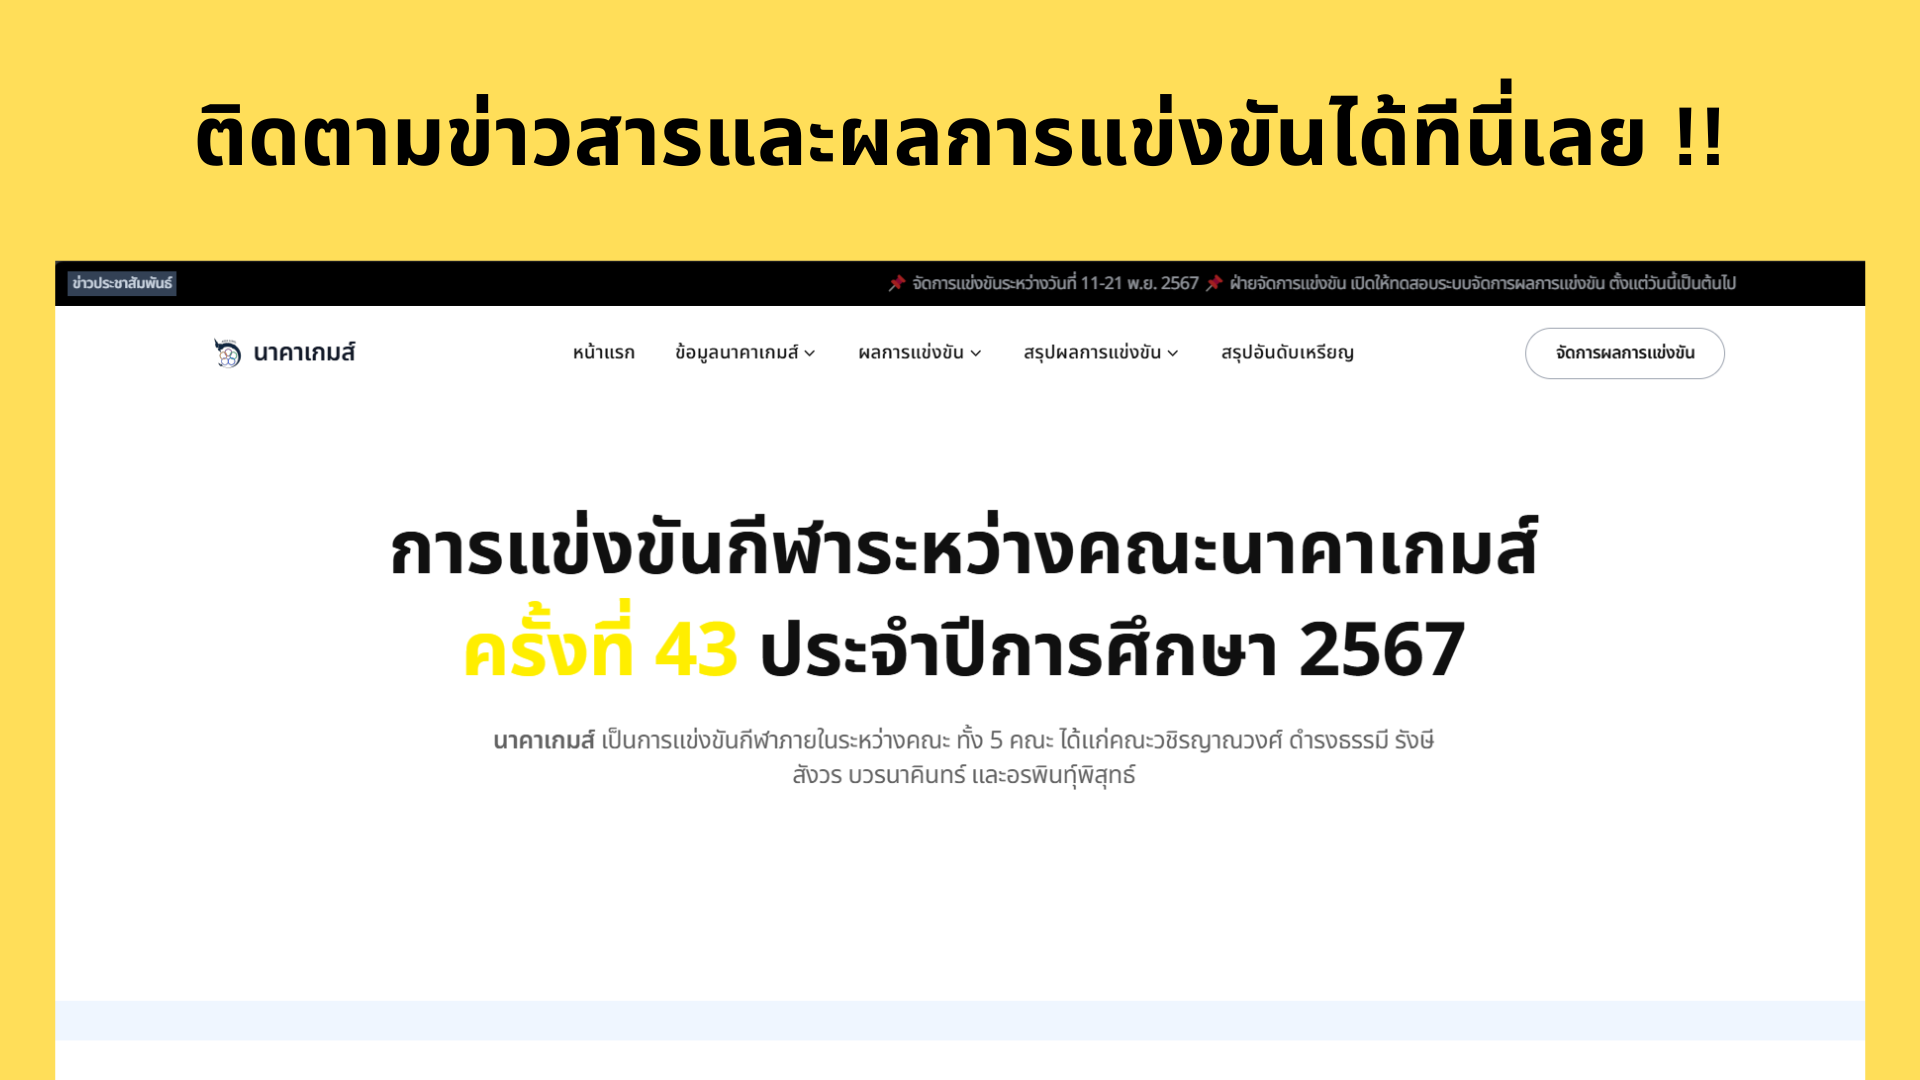 ติดตามข่าวสารและผลการแข่งขันได้ทีนี่เลย !!
ข่าวประชาสัมพันธ์
📌 จัดการแข่งขันระหว่างวันที่ 11-21 พ.ย. 2567 📌 ฝ่ายจัดการแข่งขัน เปิดให้ทดสอบระบบจัดการผลการแข่งขัน ตั้งแต่วันนี้เป็นต้นไป
นาคาเกมส์
หน้าแรก
ข้อมูลนาคาเกมส์
ผลการแข่งขัน
สรุปผลการแข่งขัน
สรุปอันดับเหรียญ
จัดการผลการแข่งขัน
การแข่งขันกีฬาระหว่างคณะนาคาเกมส์
ครั้งที่ 43 ประจำปีการศึกษา 2567
นาคาเกมส์ เป็นการแข่งขันกีฬาภายในระหว่างคณะ ทั้ง 5 คณะ ได้แก่คณะวชิรญาณวงศ์ ดำรงธรรมี รังษี
สังวร บวรนาคินทร์ และอรพินทุ์พิสุทธ์